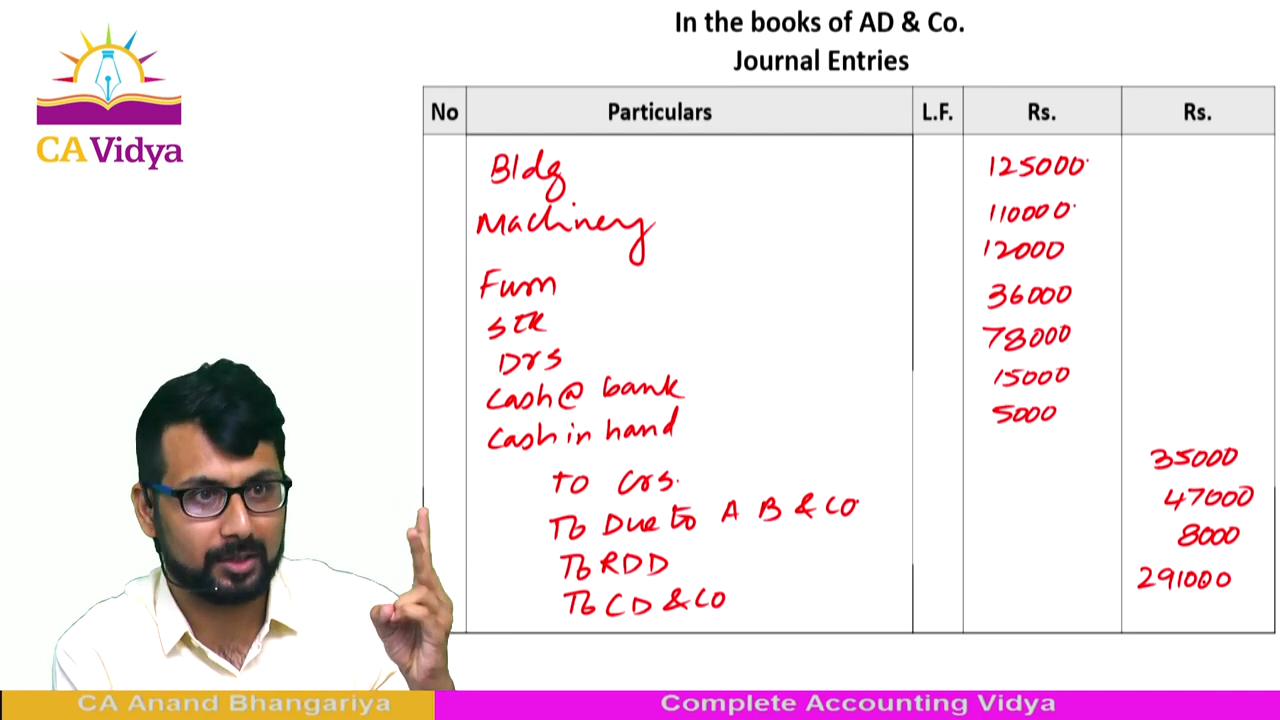 In the books of AD & Co.
Journal Entries
CA Vidya
No Particulars L.F. Rs. Rs.
Bldg 125000
Machinery 110000
Furn 12000
Stk 36000
Drs 78000
Cash @ bank 15000
Cash in hand 5000
To Crs. 35000
To Due to A B & Co 47000
To RDD 8000
To CD & Co 291000
CA Anand Bhangariya
Complete Accounting Vidya